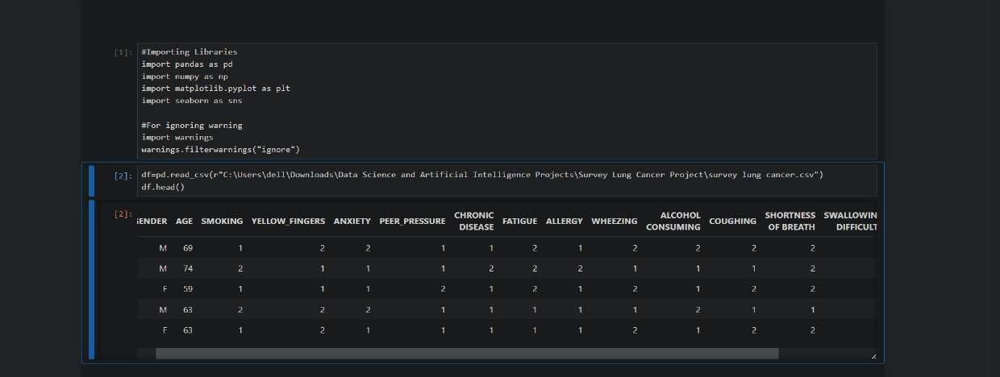 [1]: #Importing Libraries
import pandas as pd
import numpy as np
import matplotlib.pyplot as plt
import seaborn as sns
#For ignoring warning
import warnings
warnings.filterwarnings("ignore")
[2]: df=pd.read_csv(r"C:\Users\dell\Downloads\Data Science and Artificial Intelligence Projects\Survey Lung Cancer Project\survey lung cancer.csv")
df.head()
[2]: GENDER AGE SMOKING YELLOW_FINGERS ANXIETY PEER_PRESSURE CHRONIC DISEASE FATIGUE ALLERGY WHEEZING ALCOHOL CONSUMING COUGHING SHORTNESS OF BREATH SWALLOWIN DIFFICULT
M 69 1 2 2 1 1 2 1 2 2 2 2
M 74 2 1 1 1 2 2 2 1 1 1 2
F 59 1 1 1 2 1 2 1 2 1 2 2
M 63 2 2 2 1 1 1 1 1 2 1 1
F 63 1 2 1 1 1 1 1 2 1 2 2